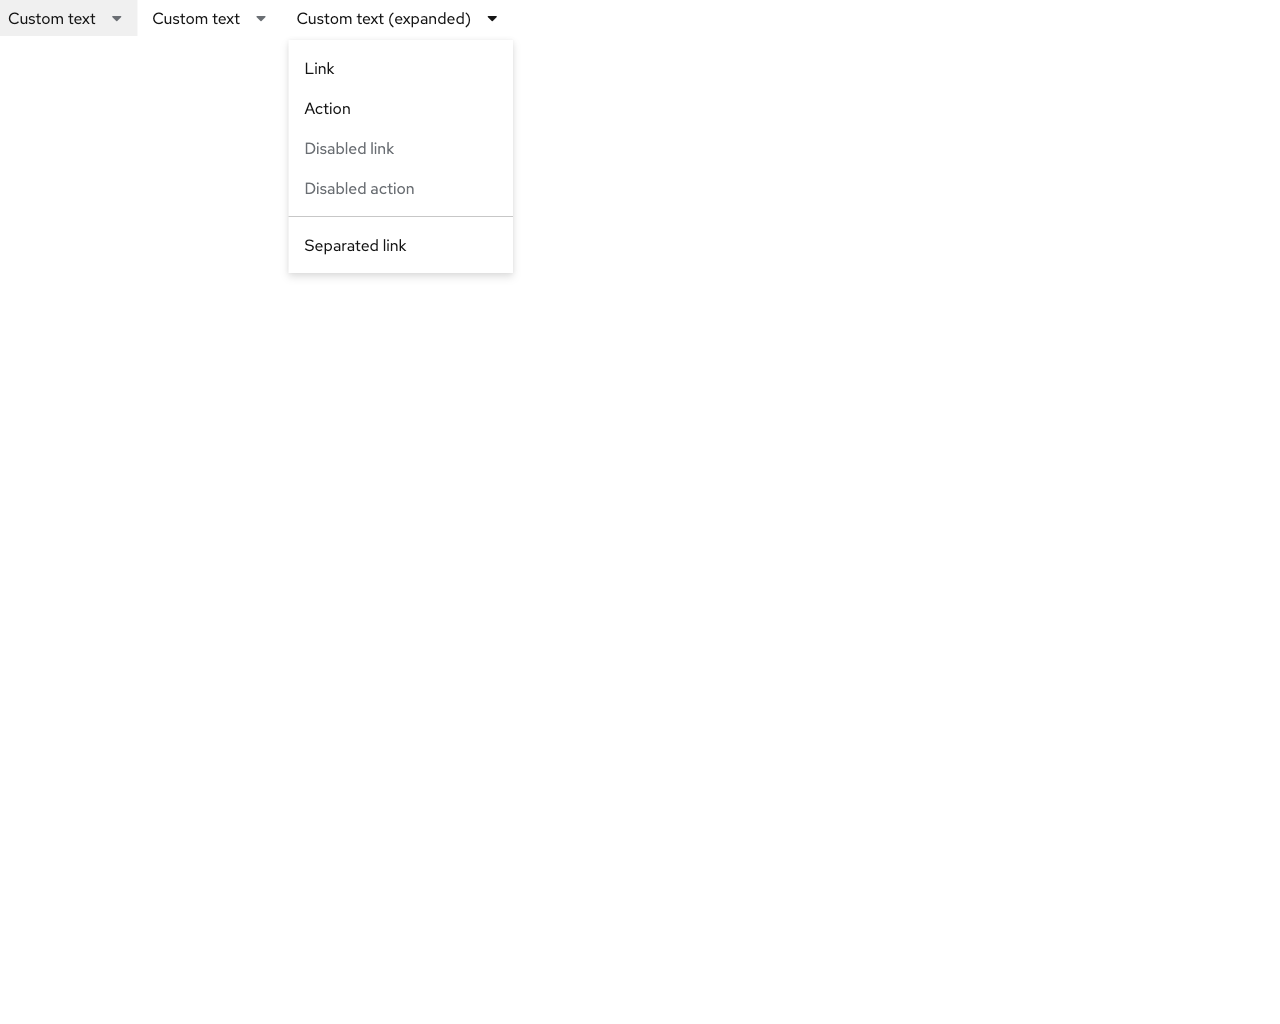 Custom text Custom text Custom text (expanded)
Link
Action
Disabled link
Disabled action
Separated link